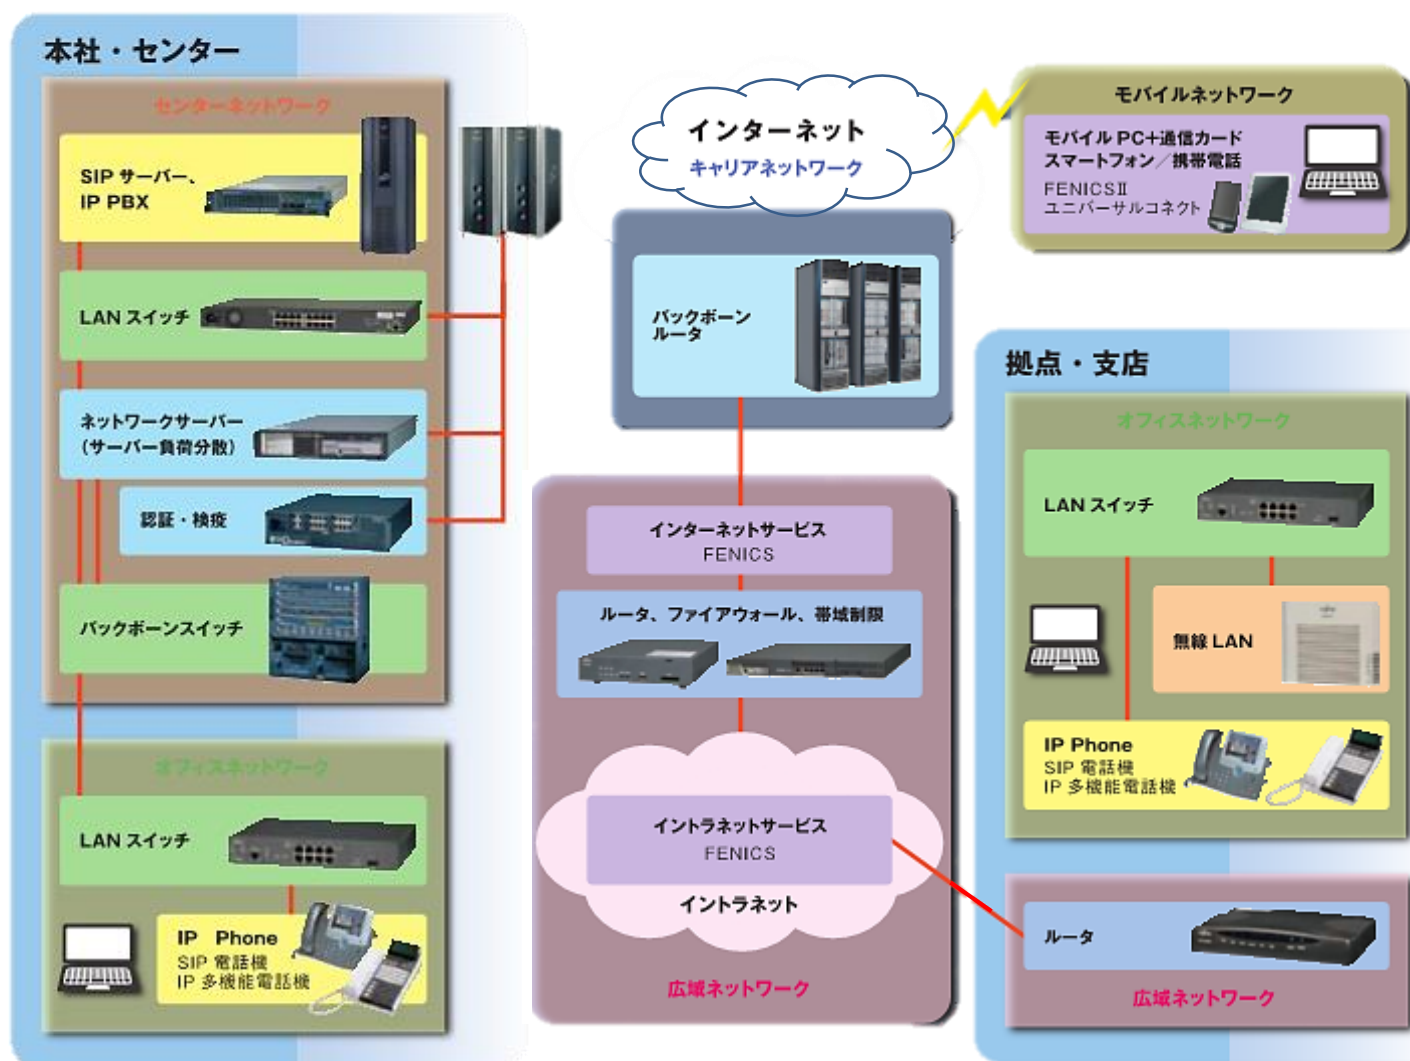 本社・センター
センターネットワーク
SIP サーバー、
IP PBX
LAN スイッチ
ネットワークサーバー
(サーバー負荷分散)
認証・検疫
バックボーンスイッチ
オフィスネットワーク
LAN スイッチ
IP Phone
SIP 電話機
IP 多機能電話機
インターネット
キャリアネットワーク
バックボーン
ルータ
インターネットサービス
FENICS
ルータ、ファイアウォール、帯域制限
イントラネットサービス
FENICS
イントラネット
広域ネットワーク
モバイルネットワーク
モバイル PC+通信カード
スマートフォン/携帯電話
FENICSⅡ
ユニバーサルコネクト
拠点・支店
オフィスネットワーク
LAN スイッチ
無線 LAN
IP Phone
SIP 電話機
IP 多機能電話機
ルータ
広域ネットワーク